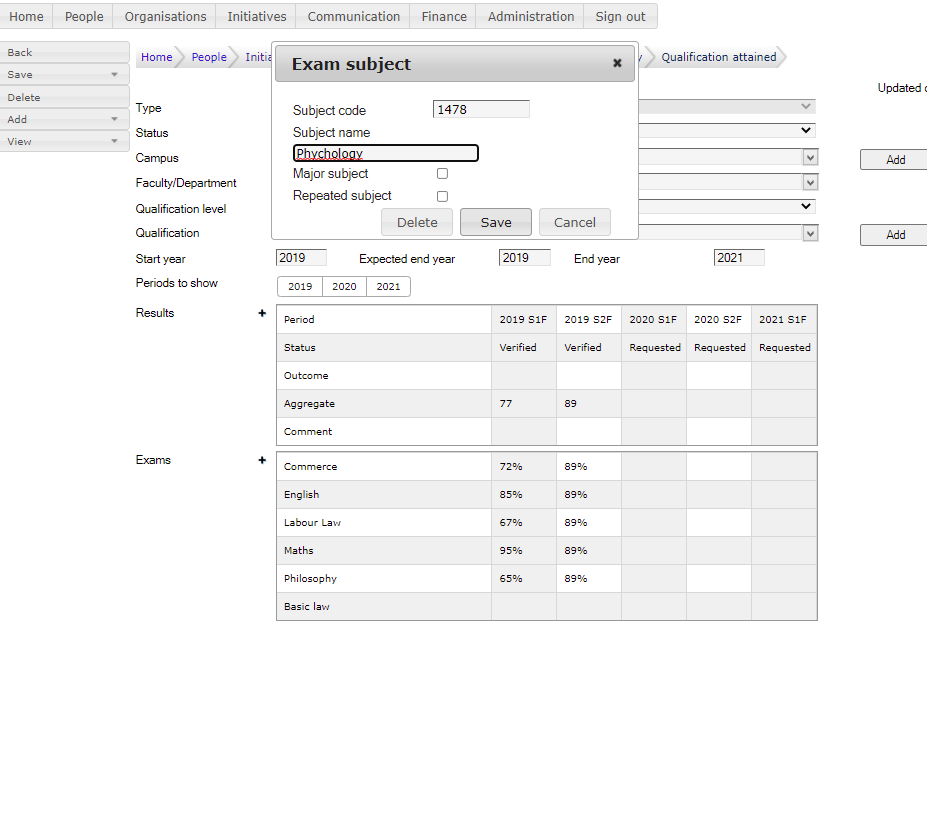 Home People Organisations Initiatives Communication Finance Administration Sign out
Back
Save
Delete
Add
View
Home People Initia Qualification attained
Exam subject
Updated
Subject code 1478
Subject name
Phychology
Major subject
Repeated subject
Delete Save Cancel
Type
Status
Campus
Add
Faculty/Department
Qualification level
Qualification
Add
Start year 2019 Expected end year 2019 End year 2021
Periods to show 2019 2020 2021
Results +
Period 2019 S1F 2019 S2F 2020 S1F 2020 S2F 2021 S1F
Status Verified Verified Requested Requested Requested
Outcome
Aggregate 77 89
Comment
Exams +
Commerce 72% 89%
English 85% 89%
Labour Law 67% 89%
Maths 95% 89%
Philosophy 65% 89%
Basic law